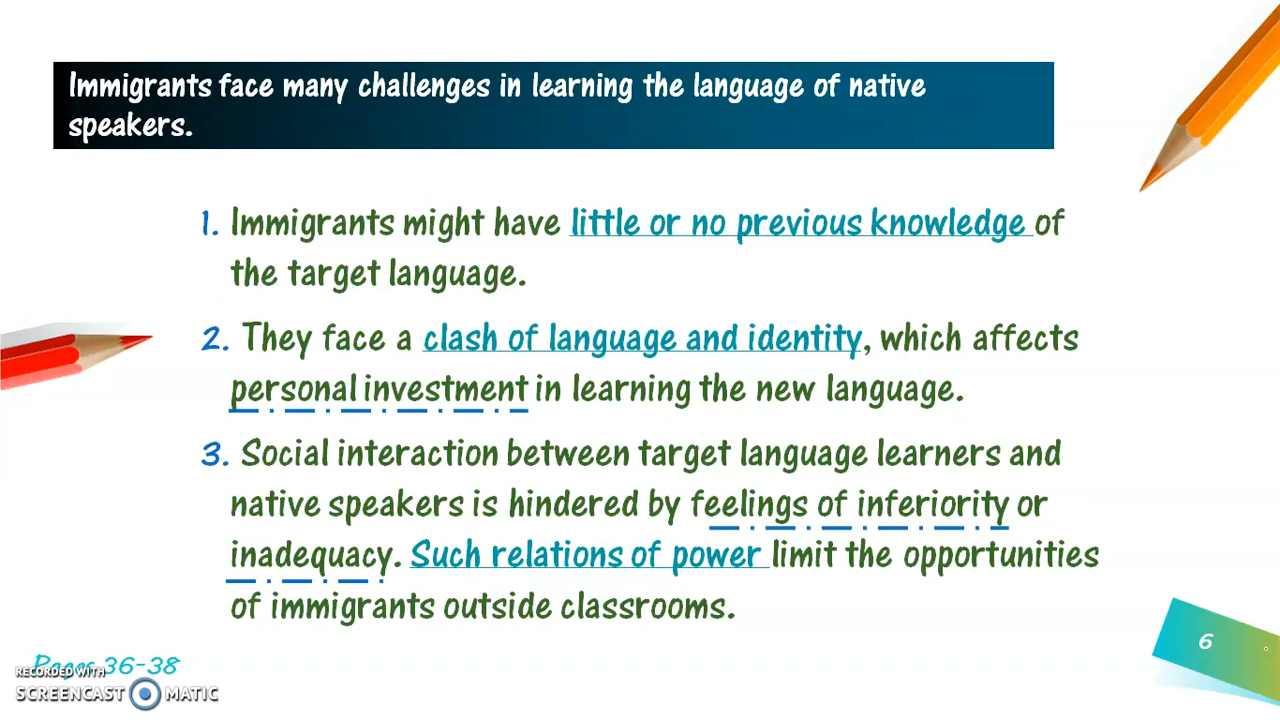 Immigrants face many challenges in learning the language of native
speakers.
1. Immigrants might have little or no previous knowledge of
the target language.
2. They face a clash of language and identity, which affects
personal investment in learning the new language.
3. Social interaction between target language learners and
native speakers is hindered by feelings of inferiority or
inadequacy. Such relations of power limit the opportunities
of immigrants outside classrooms.
6
Pages 36-38
RECORDED WITH
SCREENCAST MATIC